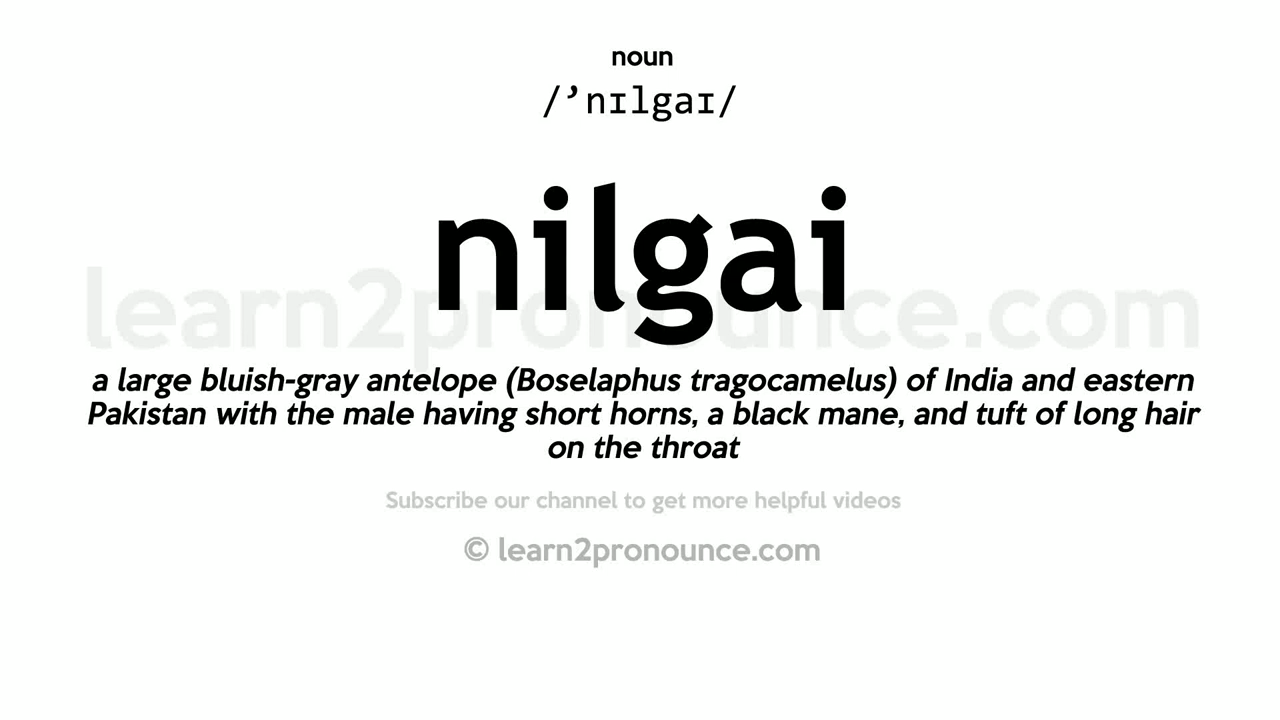 noun
/’nɪlgaɪ/
nilgai
learn2pronounce.com
a large bluish-gray antelope (Boselaphus tragocamelus) of India and eastern
Pakistan with the male having short horns, a black mane, and tuft of long hair
on the throat
Subscribe our channel to get more helpful videos
© learn2pronounce.com